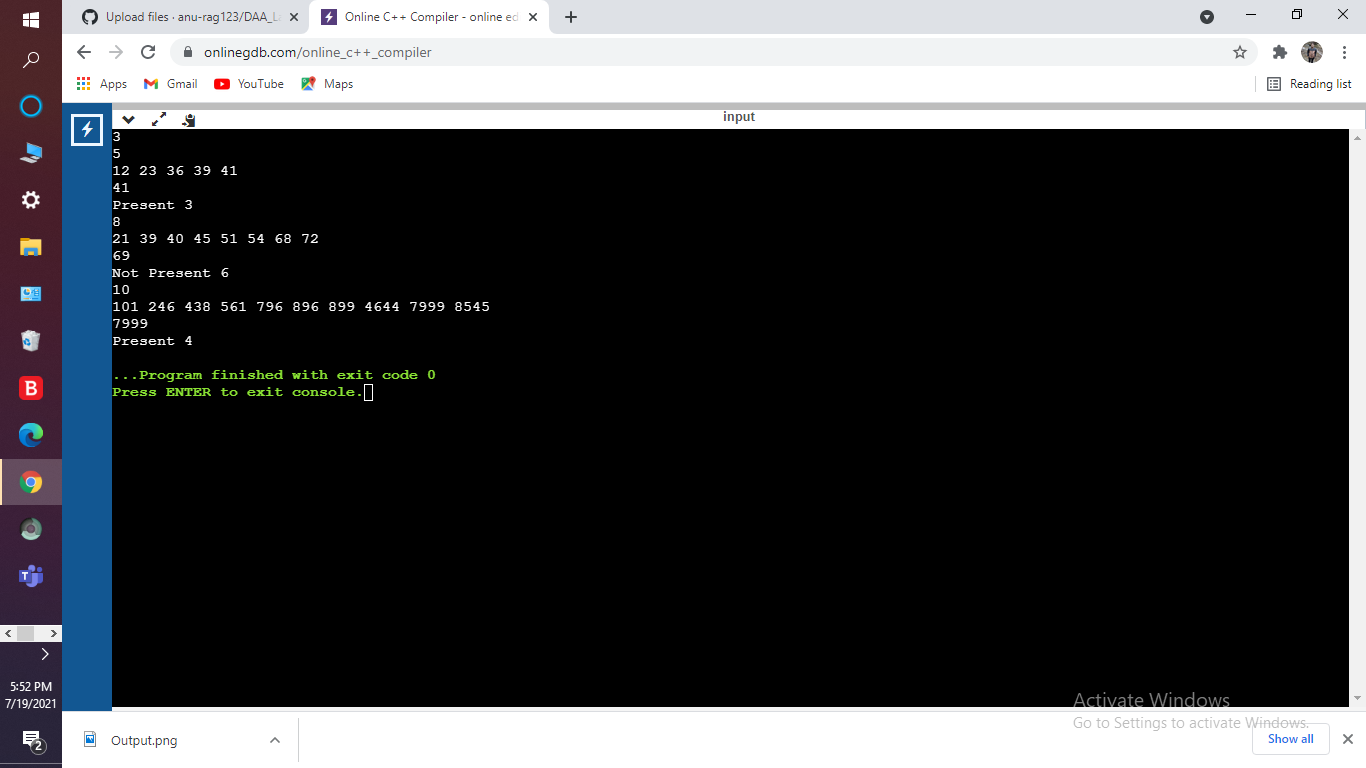 Upload files · anu-rag123/DAA_L
Online C++ Compiler - online ed
onlinegdb.com/online_c++_compiler
Apps
Gmail
YouTube
Maps
Reading list
input
3
5
12 23 36 39 41
41
Present 3
8
21 39 40 45 51 54 68 72
69
Not Present 6
10
101 246 438 561 796 896 899 4644 7999 8545
7999
Present 4
...Program finished with exit code 0
Press ENTER to exit console.
B
T
5:52 PM
7/19/2021
2
Activate Windows
Go to Settings to activate Windows.
Output.png
Show all